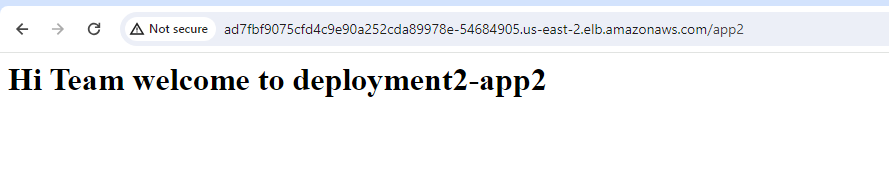 Not secure ad7fbf9075cfd4c9e90a252cda89978e-54684905.us-east-2.elb.amazonaws.com/app2
Hi Team welcome to deployment2-app2